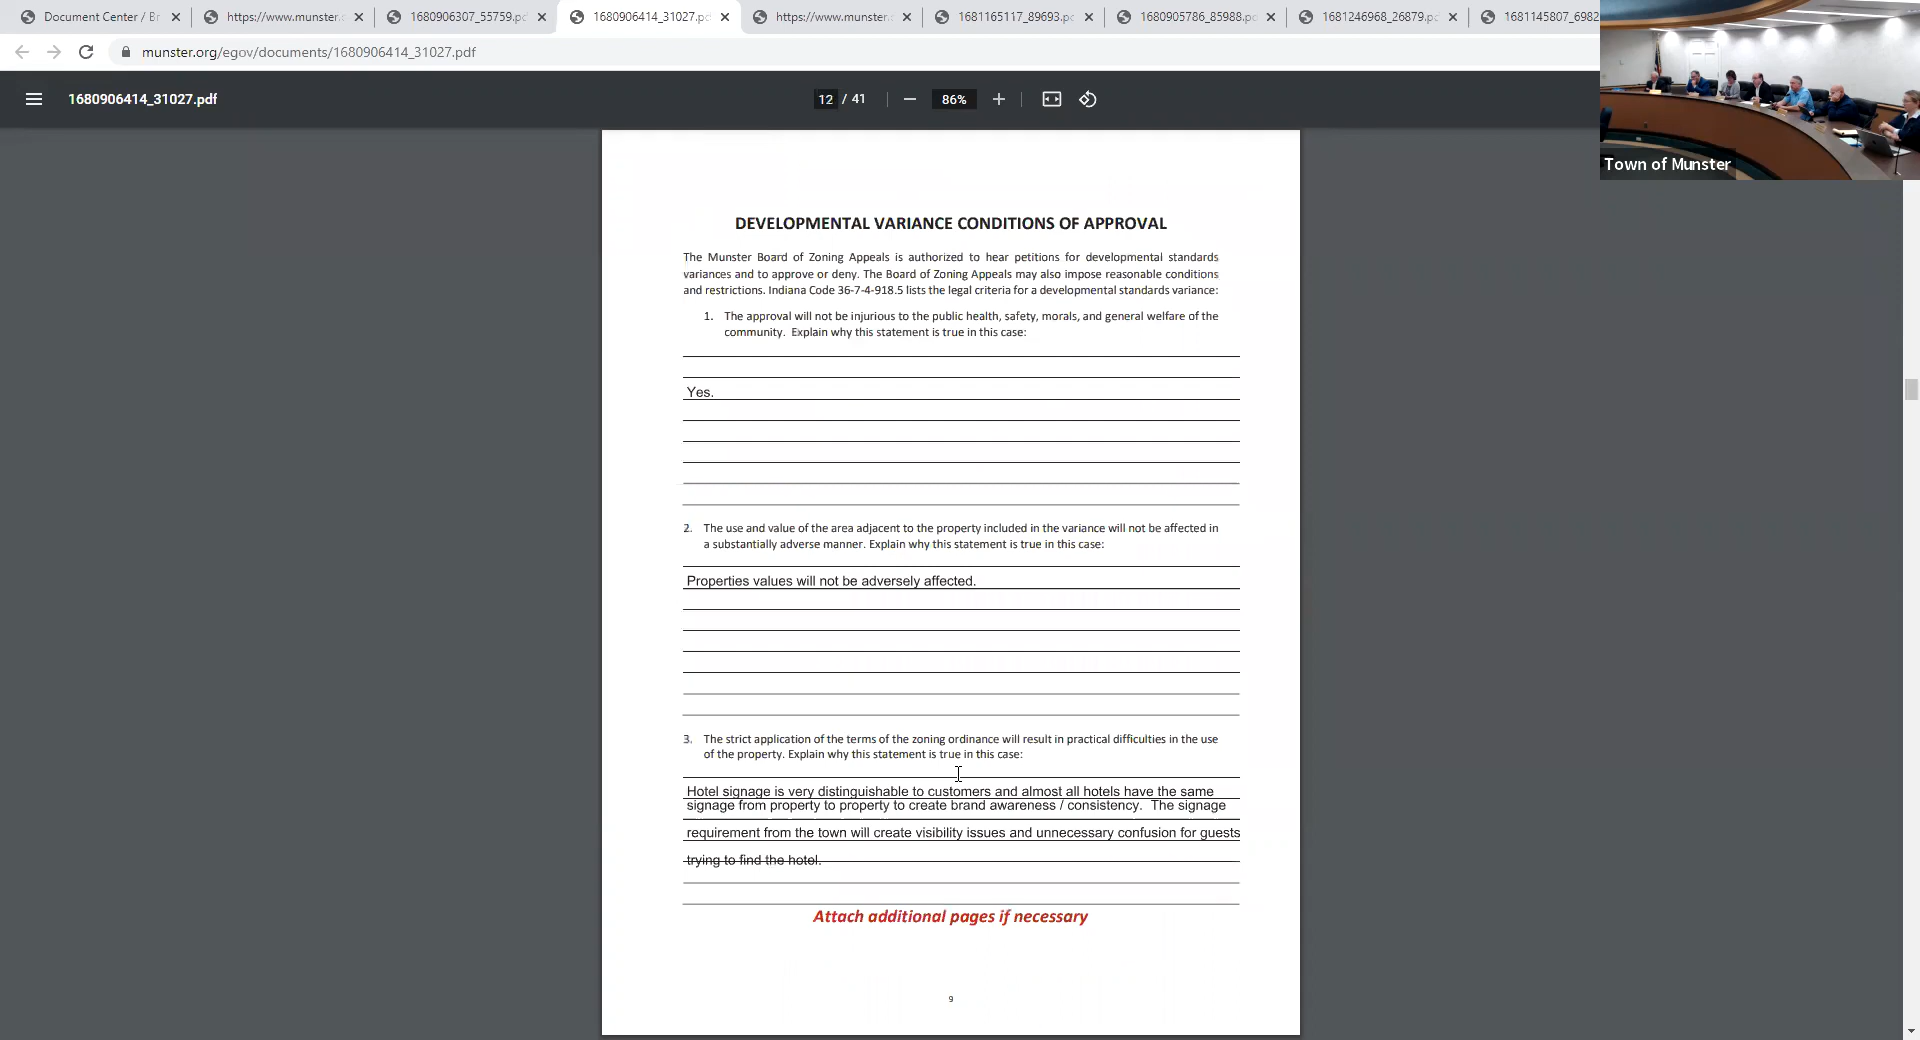 Document Center / Br
https://www.munster.
1680906307_55759.pd
1680906414_31027.pd
https://www.munster.
1681165117_89693.pd
1680905786_85988.pd
1681246968_26879.pd
1681145807_6982
munster.org/egov/documents/1680906414_31027.pdf
1680906414_31027.pdf
12 / 41
86%
Town of Munster
DEVELOPMENTAL VARIANCE CONDITIONS OF APPROVAL
The Munster Board of Zoning Appeals is authorized to hear petitions for developmental standards
variances and to approve or deny. The Board of Zoning Appeals may also impose reasonable conditions
and restrictions. Indiana Code 36-7-4-918.5 lists the legal criteria for a developmental standards variance:
1. The approval will not be injurious to the public health, safety, morals, and general welfare of the
community. Explain why this statement is true in this case:
Yes.
2. The use and value of the area adjacent to the property included in the variance will not be affected in
a substantially adverse manner. Explain why this statement is true in this case:
Properties values will not be adversely affected.
3. The strict application of the terms of the zoning ordinance will result in practical difficulties in the use
of the property. Explain why this statement is true in this case:
Hotel signage is very distinguishable to customers and almost all hotels have the same
signage from property to property to create brand awareness / consistency. The signage
requirement from the town will create visibility issues and unnecessary confusion for guests
trying to find the hotel.
Attach additional pages if necessary
9